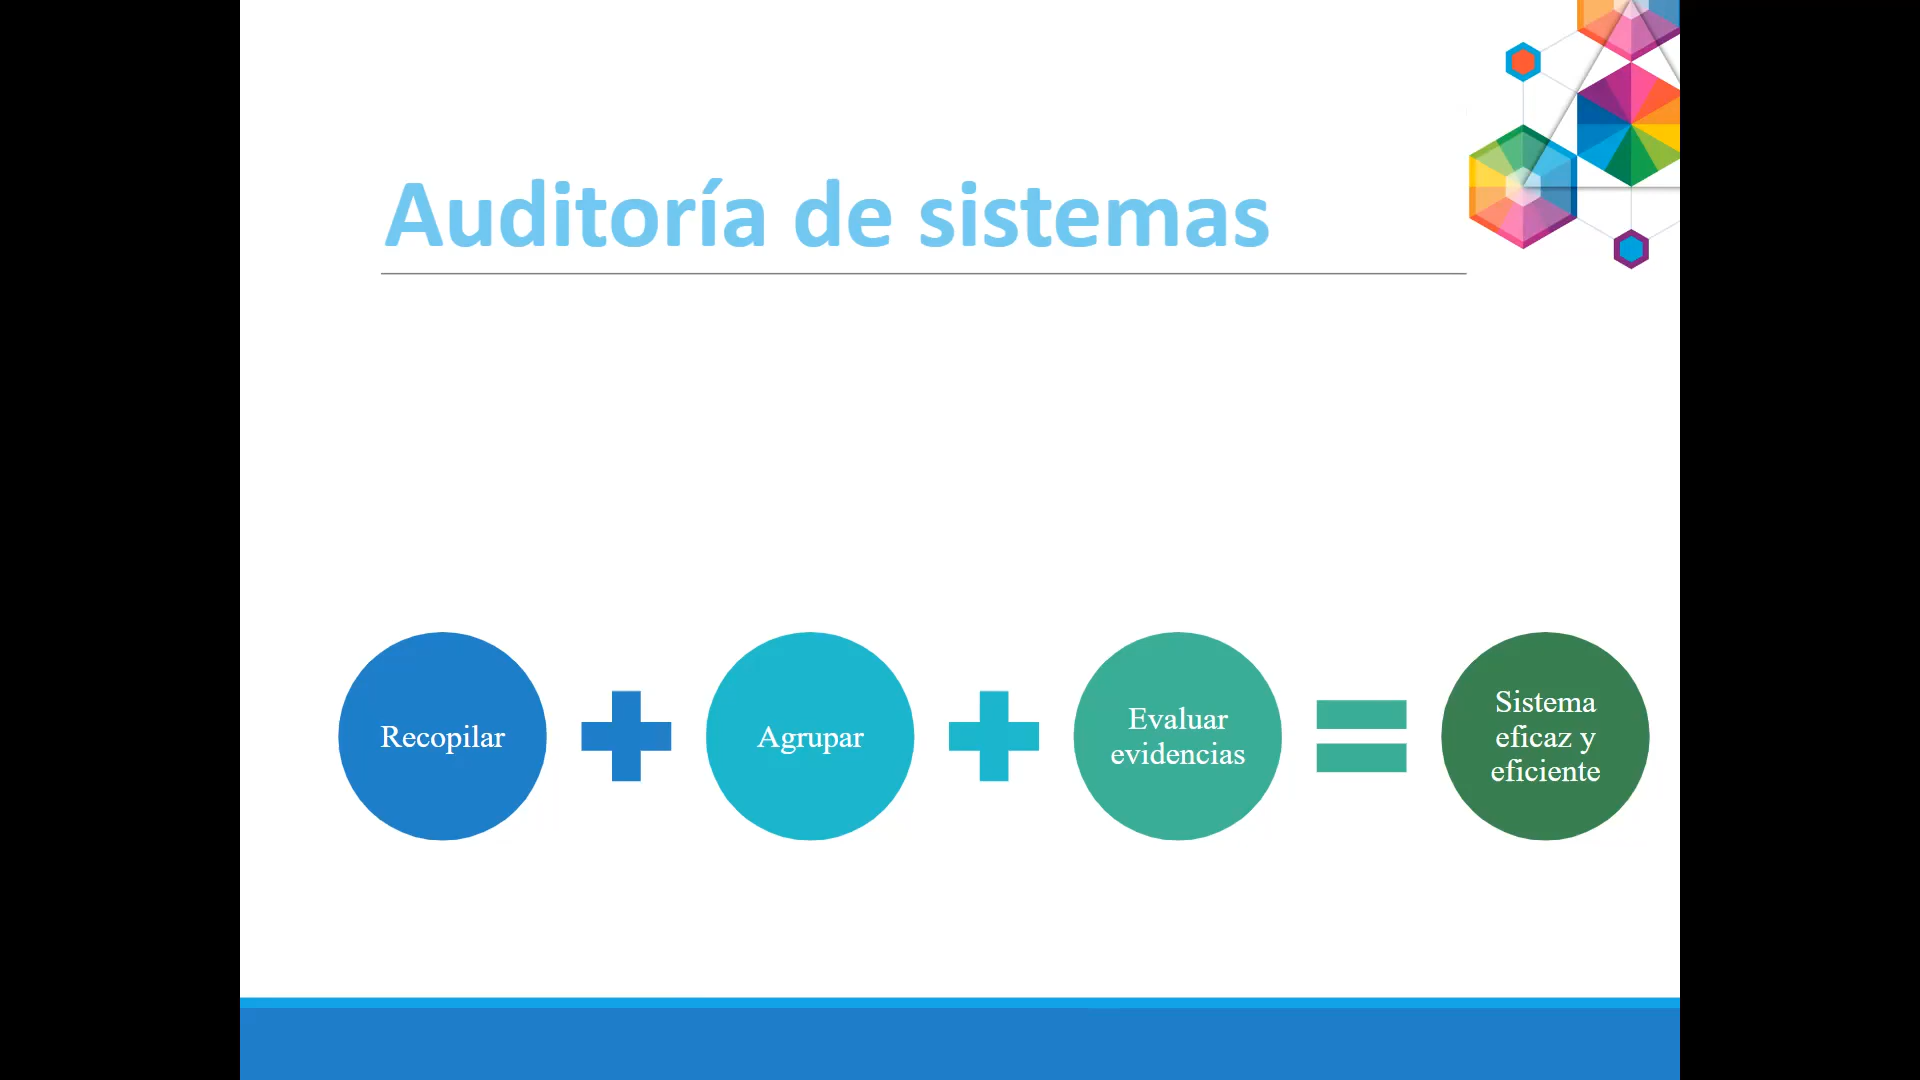 Auditoría de sistemas
Recopilar
Agrupar
Evaluar
evidencias
Sistema
eficaz y
eficiente